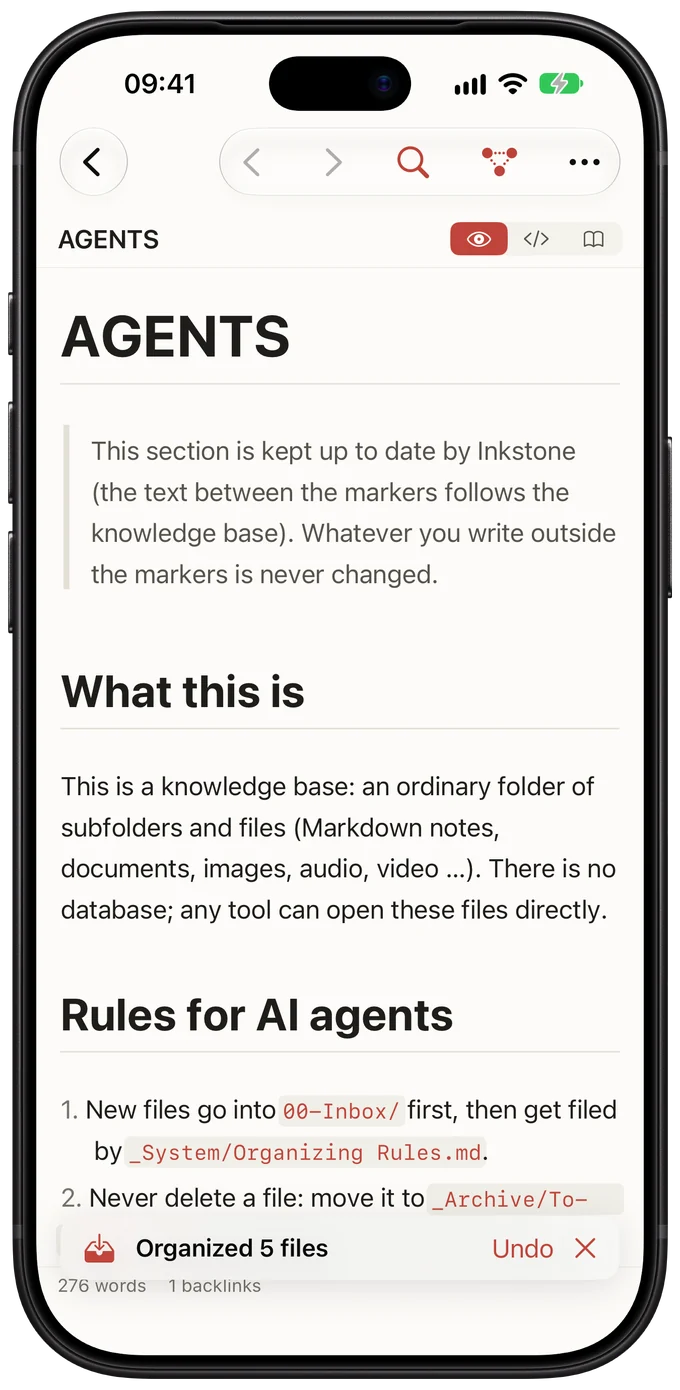 09:41
AGENTS
AGENTS
This section is kept up to date by Inkstone
(the text between the markers follows the
knowledge base). Whatever you write outside
the markers is never changed.
What this is
This is a knowledge base: an ordinary folder of
subfolders and files (Markdown notes,
documents, images, audio, video ...). There is no
database; any tool can open these files directly.
Rules for AI agents
1. New files go into 00-Inbox/ first, then get filed
by _System/Organizing Rules.md.
2. Never delete a file: move it to _Archive/To-
Organized 5 files Undo
276 words 1 backlinks